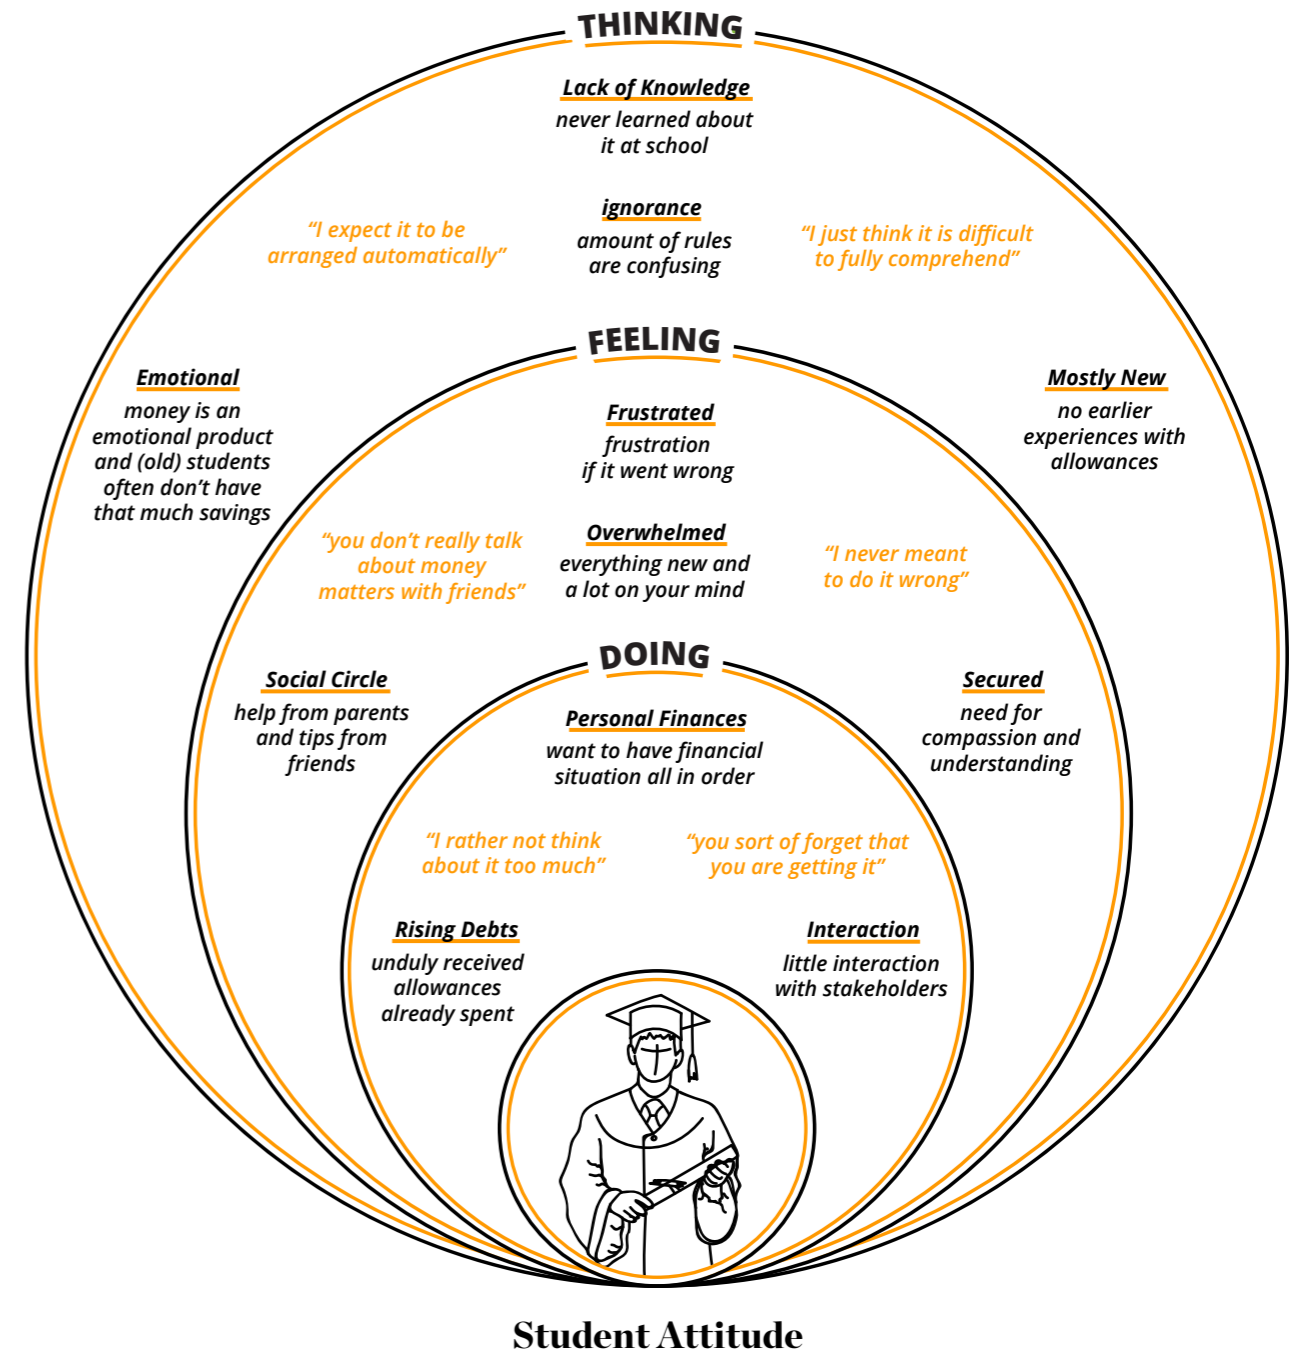 THINKING
Lack of Knowledge
never learned about
it at school
ignorance
amount of rules
are confusing
“I expect it to be
arranged automatically”
“I just think it is difficult
to fully comprehend”
Emotional
money is an
emotional product
and (old) students
often don’t have
that much savings
Mostly New
no earlier
experiences with
allowances
FEELING
Frustrated
frustration
if it went wrong
Overwhelmed
everything new and
a lot on your mind
“you don’t really talk
about money
matters with friends”
“I never meant
to do it wrong”
Social Circle
help from parents
and tips from
friends
Secured
need for
compassion and
understanding
DOING
Personal Finances
want to have financial
situation all in order
“I rather not think
about it too much”
“you sort of forget that
you are getting it”
Rising Debts
unduly received
allowances
already spent
Interaction
little interaction
with stakeholders
Student Attitude